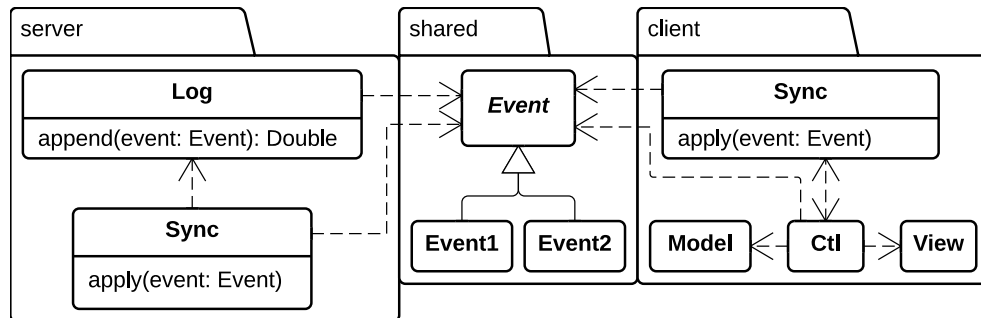 server
Log
append(event: Event): Double
Sync
apply(event: Event)
shared
Event
Event1
Event2
client
Sync
apply(event: Event)
Model
Ctl
View